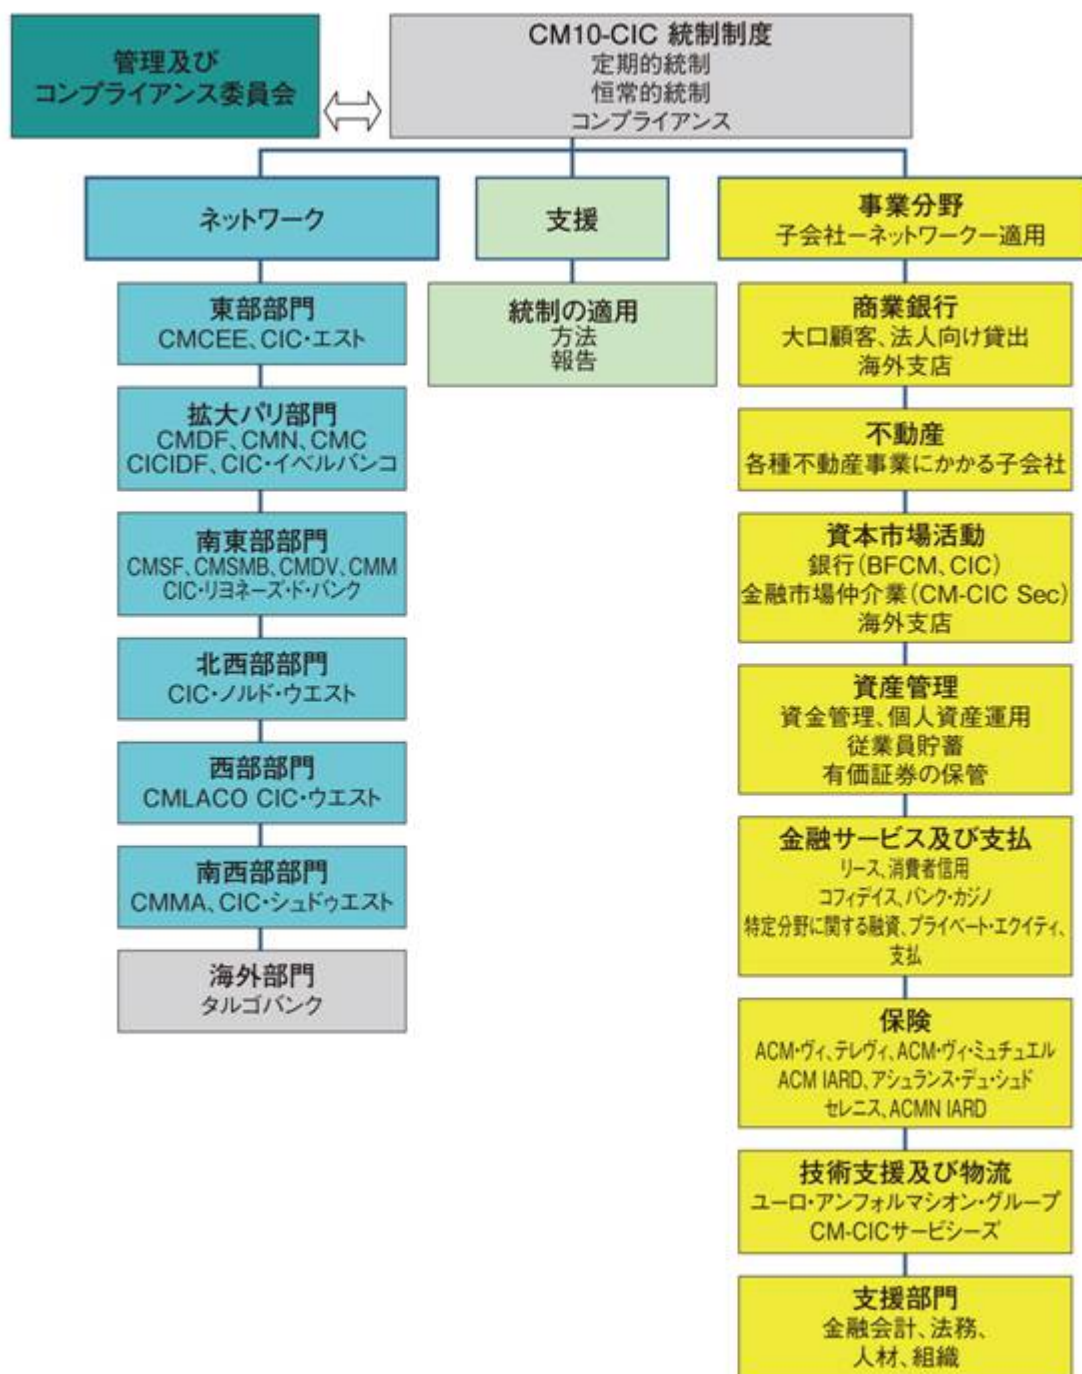 管理及び
コンプライアンス委員会
CM10-CIC 統制制度
定期的統制
恒常的統制
コンプライアンス
ネットワーク
東部部門
CMCEE、CIC・エスト
拡大パリ部門
CMDF、CMN、CMC
CICIDF、CIC・イベルバンコ
南東部部門
CMSF、CMSMB、CMDV、CMM
CIC・リヨネーズ・ド・バンク
北西部部門
CIC・ノルド・ウエスト
西部部門
CMLACO CIC・ウエスト
南西部部門
CMMA、CIC・シュドゥエスト
海外部門
タルゴバンク
支援
統制の適用
方法
報告
事業分野
子会社ーネットワークー適用
商業銀行
大口顧客、法人向け貸出
海外支店
不動産
各種不動産事業にかかる子会社
資本市場活動
銀行(BFCM、CIC)
金融市場仲介業(CM-CIC Sec)
海外支店
資産管理
資金管理、個人資産運用
従業員貯蓄
有価証券の保管
金融サービス及び支払
リース、消費者信用
コフィデイス、バンク・カジノ
特定分野に関する融資、プライベート・エクイティ、
支払
保険
ACM・ヴィ、テレヴィ、ACM・ヴィ・ミュチュエル
ACM IARD、アシュランス・デュ・シュド
セレニス、ACMN IARD
技術支援及び物流
ユーロ・アンフォルマシオン・グループ
CM-CICサービシーズ
支援部門
金融会計、法務、
人材、組織